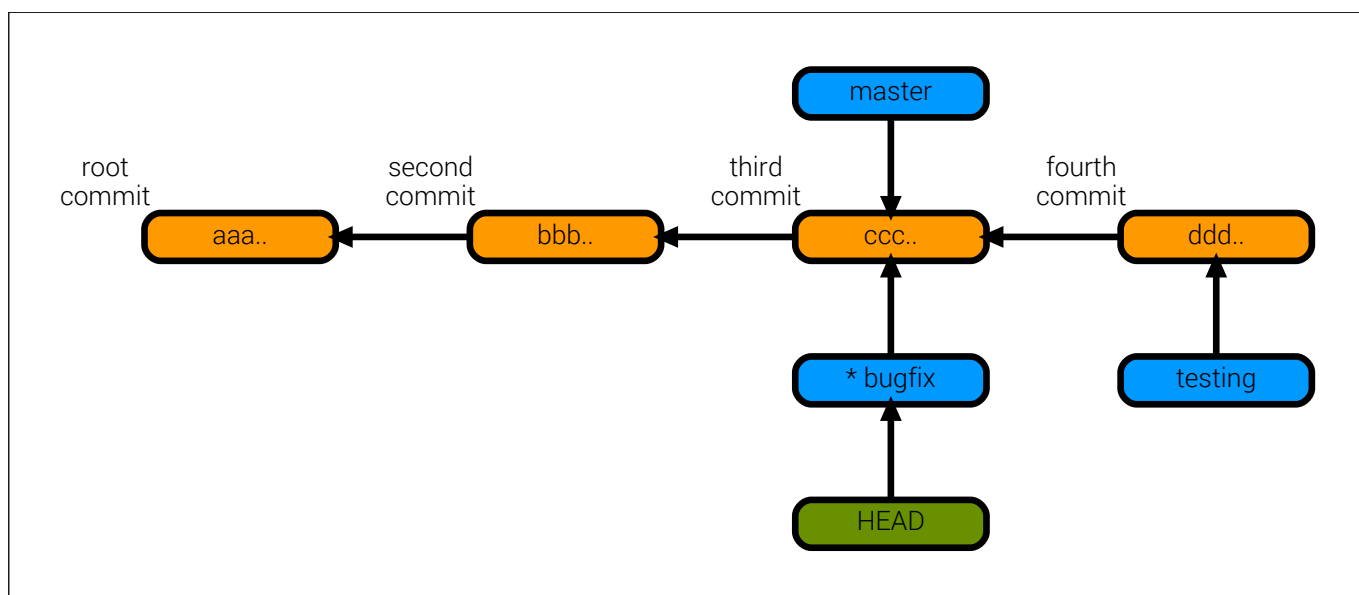 master
root
commit
second
commit
third
commit
fourth
commit
aaa..
bbb..
ccc..
ddd..
* bugfix
testing
HEAD